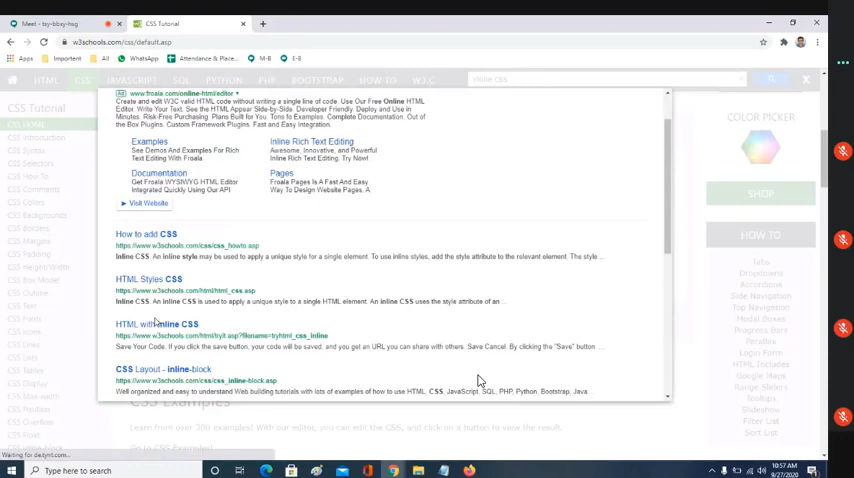 Meet - tsy-bbsy-hsg
CSS Tutorial
w3schools.com/css/default.asp
Apps
Importent
All
WhatsApp
Attendance & Place...
M-B
E-B
HTML
CSS
JAVASCRIPT
SQL
PYTHON
PHP
BOOTSTRAP
HOW TO
W3.C
inline css
X
CSS Tutorial
CSS HOME
CSS Introduction
CSS Syntax
CSS Selectors
CSS How To
CSS Comments
CSS Colors
CSS Backgrounds
CSS Borders
CSS Margins
CSS Padding
CSS Height/Width
CSS Box Model
CSS Outline
CSS Text
CSS Fonts
CSS Icons
CSS Links
CSS Lists
CSS Tables
CSS Display
CSS Max-width
CSS Position
CSS Overflow
CSS Float
CSS Inline-block
Ad www.froala.com/online-html/editor
Create and edit W3C valid HTML code without writing a single line of code. Use Our Free Online HTML
Editor. Write Your Text, See the HTML Appear Side-by-Side. Developer Friendly. Deploy and Use in
Minutes. Risk-Free Purchasing. Plans Built for You. Tons fo Examples. Complete Documentation. Out of
the Box Plugins. Custom Framework Plugins. Fast and Easy Integration.
Examples
See Demos And Examples For Rich
Text Editing With Froala.
Inline Rich Text Editing
Awesome, Innovative, and Powerful
Inline Rich Text Editing. Try Now!
Documentation
Get Froala WYSIWYG HTML Editor
Integrated Quickly Using Our API
Pages
Froala Pages Is A Fast And Easy
Way To Design Website Pages. A
Visit Website
How to add CSS
https://www.w3schools.com/css/css_howto.asp
Inline CSS. An inline style may be used to apply a unique style for a single element. To use inline styles, add the style attribute to the relevant element. The style ...
HTML Styles CSS
https://www.w3schools.com/html/html_css.asp
Inline CSS. An inline CSS is used to apply a unique style to a single HTML element. An inline CSS uses the style attribute of an ...
HTML with inline CSS
https://www.w3schools.com/html/tryit.asp?filename=tryhtml_css_inline
Save Your Code. If you click the save button, your code will be saved, and you get an URL you can share with others. Save Cancel. By clicking the "Save" button ...
CSS Layout - inline-block
https://www.w3schools.com/css/css_inline-block.asp
Well organized and easy to understand Web building tutorials with lots of examples of how to use HTML, CSS, JavaScript, SQL, PHP, Python, Bootstrap, Java...
CSS Examples
Learn from over 300 examples! With our editor, you can edit the CSS, and click on a button to view the result.
Go to CSS Examples!
COLOR PICKER
SHOP
HOW TO
Tabs
Dropdowns
Accordions
Side Navigation
Top Navigation
Modal Boxes
Progress Bars
Parallax
Login Form
HTML Includes
Google Maps
Range Sliders
Tooltips
Slideshow
Filter List
Sort List
Type here to search
10:57 AM
9/27/2020